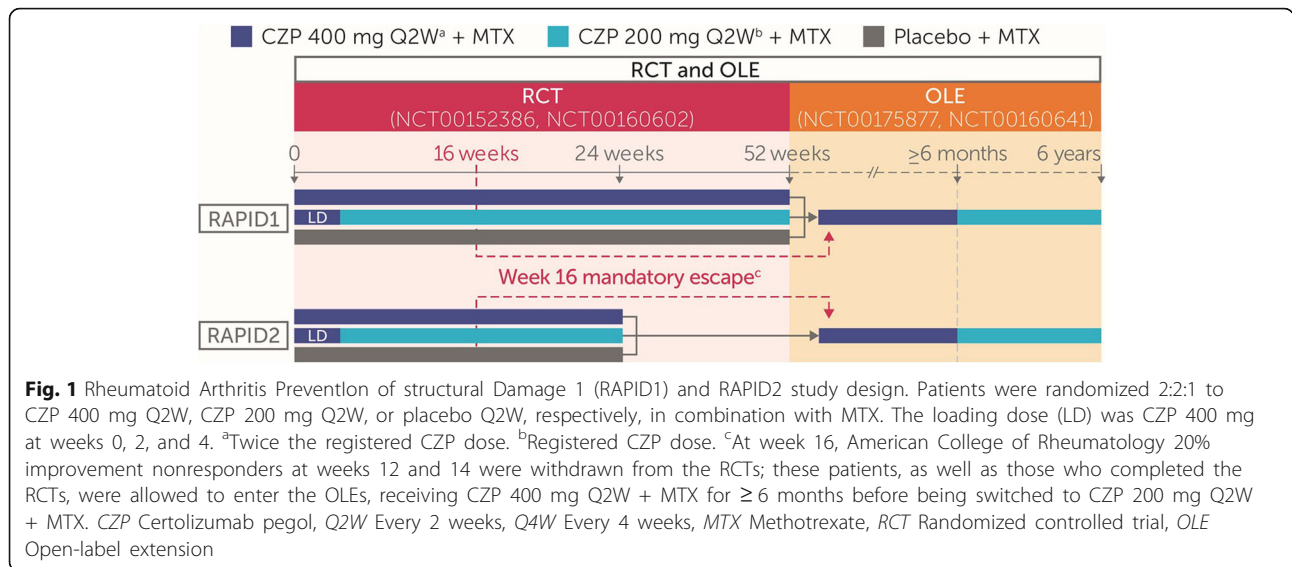 CZP 400 mg Q2Wᵃ + MTX CZP 200 mg Q2Wᵇ + MTX Placebo + MTX
RCT and OLE
RCT OLE
(NCT00152386, NCT00160602) (NCT00175877, NCT00160641)
0 16 weeks 24 weeks 52 weeks ≥6 months 6 years
RAPID1
LD
Week 16 mandatory escapeᶜ
RAPID2
LD
Fig. 1 Rheumatoid Arthritis PreventIon of structural Damage 1 (RAPID1) and RAPID2 study design. Patients were randomized 2:2:1 to
CZP 400 mg Q2W, CZP 200 mg Q2W, or placebo Q2W, respectively, in combination with MTX. The loading dose (LD) was CZP 400 mg
at weeks 0, 2, and 4. ᵃTwice the registered CZP dose. ᵇRegistered CZP dose. ᶜAt week 16, American College of Rheumatology 20%
improvement nonresponders at weeks 12 and 14 were withdrawn from the RCTs; these patients, as well as those who completed the
RCTs, were allowed to enter the OLEs, receiving CZP 400 mg Q2W + MTX for ≥ 6 months before being switched to CZP 200 mg Q2W
+ MTX. CZP Certolizumab pegol, Q2W Every 2 weeks, Q4W Every 4 weeks, MTX Methotrexate, RCT Randomized controlled trial, OLE
Open-label extension